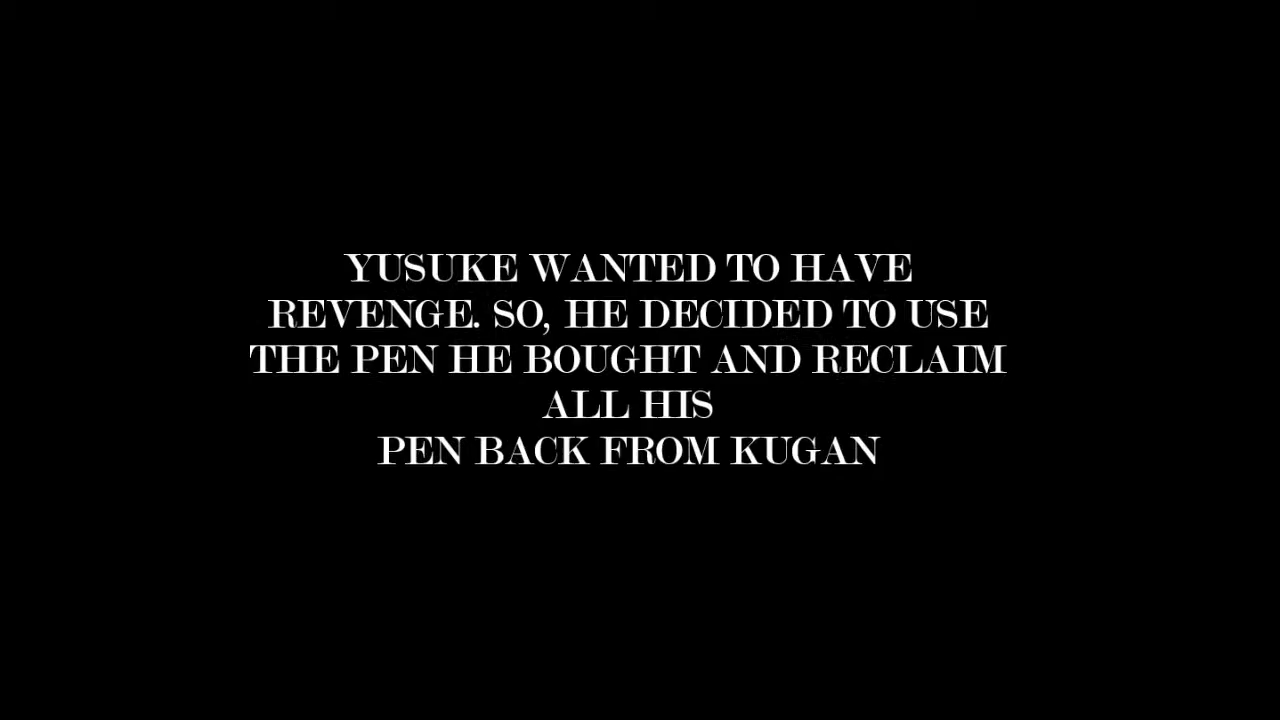 YUSUKE WANTED TO HAVE
REVENGE. SO, HE DECIDED TO USE
THE PEN HE BOUGHT AND RECLAIM
ALL HIS
PEN BACK FROM KUGAN